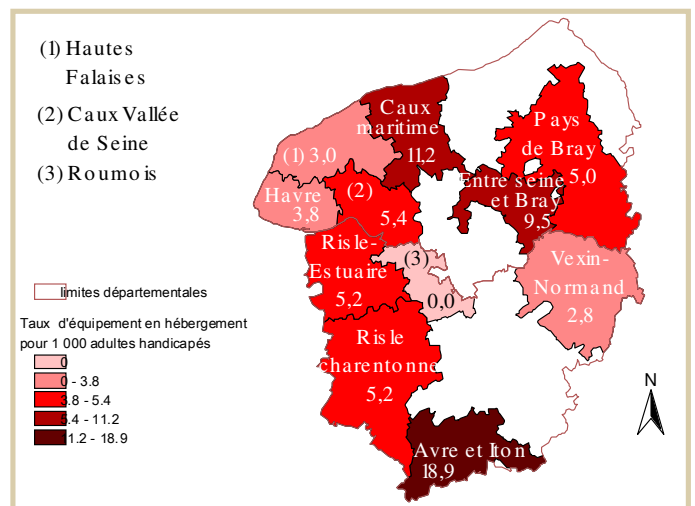 (1) Hautes
Falaises
(2) Caux Vallée
de Seine
(3) Roumois
Caux
maritime
11,2
Pays
de Bray
5,0
(1) 3,0
Havre
3,8
(2)
5,4
Entre seine
et Bray
9,5
Risle-
Estuaire
5,2
(3)
0,0
Vexin-
Normand
2,8
Risle
charentonne
5,2
Avre et Iton
18,9
limites départementales
Taux d'équipement en hébergement
pour 1 000 adultes handicapés
0
0 - 3.8
3.8 - 5.4
5.4 - 11.2
11.2 - 18.9
N